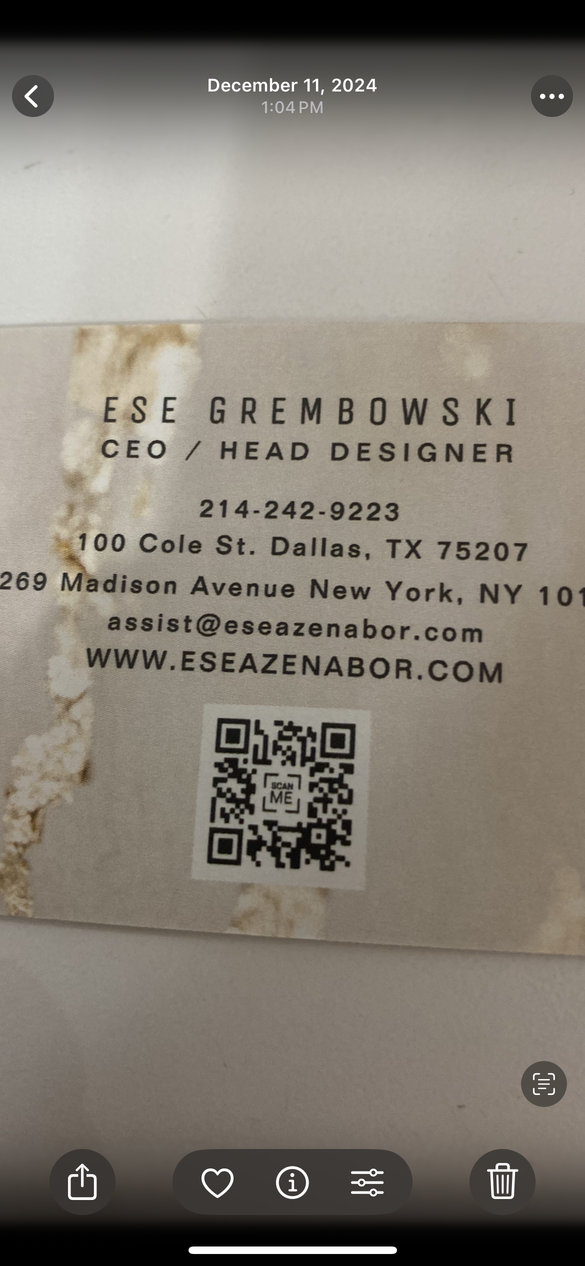 December 11, 2024
1:04 PM
ESE GREMBOWSKI
CEO / HEAD DESIGNER
214-242-9223
100 Cole St. Dallas, TX 75207
269 Madison Avenue New York, NY 101
assist@eseazenabor.com
WWW.ESEAZENABOR.COM
SCAN
ME